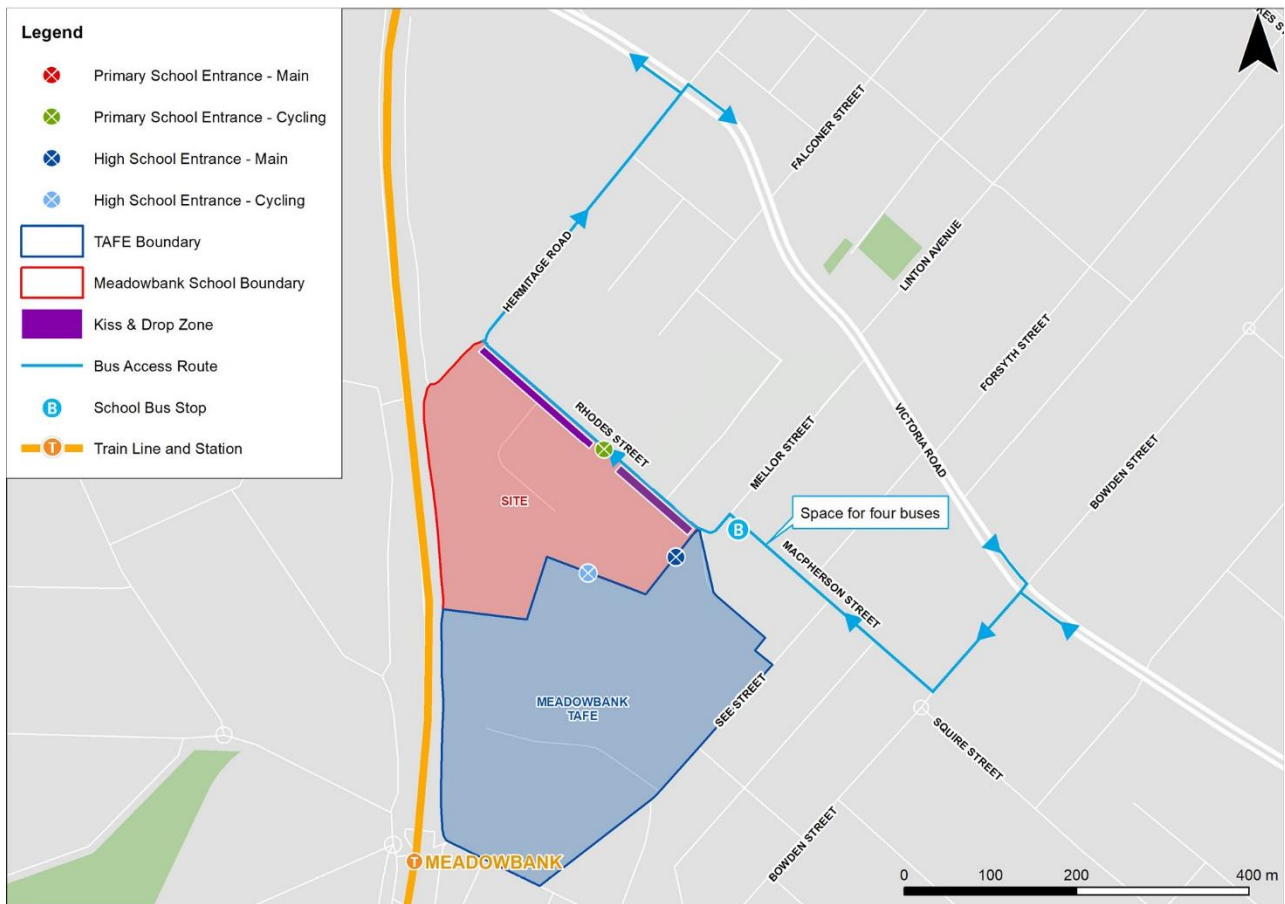 Legend
Primary School Entrance - Main
Primary School Entrance - Cycling
High School Entrance - Main
High School Entrance - Cycling
TAFE Boundary
Meadowbank School Boundary
Kiss & Drop Zone
Bus Access Route
B
School Bus Stop
T
Train Line and Station
FALCONER STREET
HERMITAGE ROAD
LINTON AVENUE
FORSYTH STREET
RHODES STREET
VICTORIA ROAD
MELLOR STREET
BOWDEN STREET
SITE
B
Space for four buses
MACPHERSON STREET
MEADOWBANK
TAFE
SEE STREET
SQUIRE STREET
BOWDEN STREET
T
MEADOWBANK
0 100 200 400 m